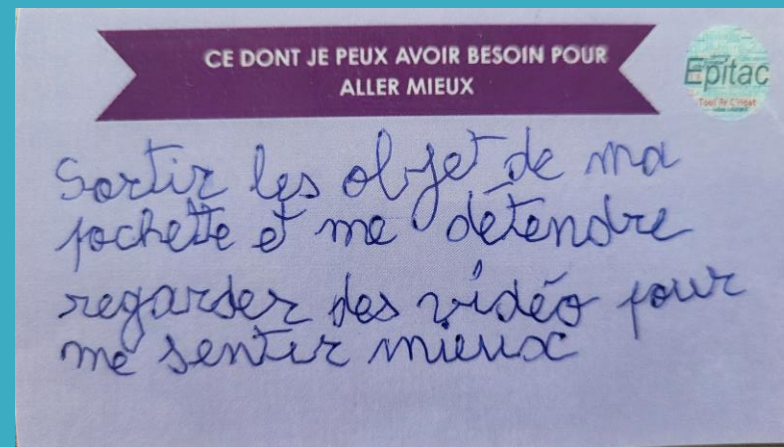 CE DONT JE PEUX AVOIR BESOIN POUR
ALLER MIEUX
Epitac
Sortir les objet de ma
pochette et me détendre
regarder des vidéo pour
me sentir mieux